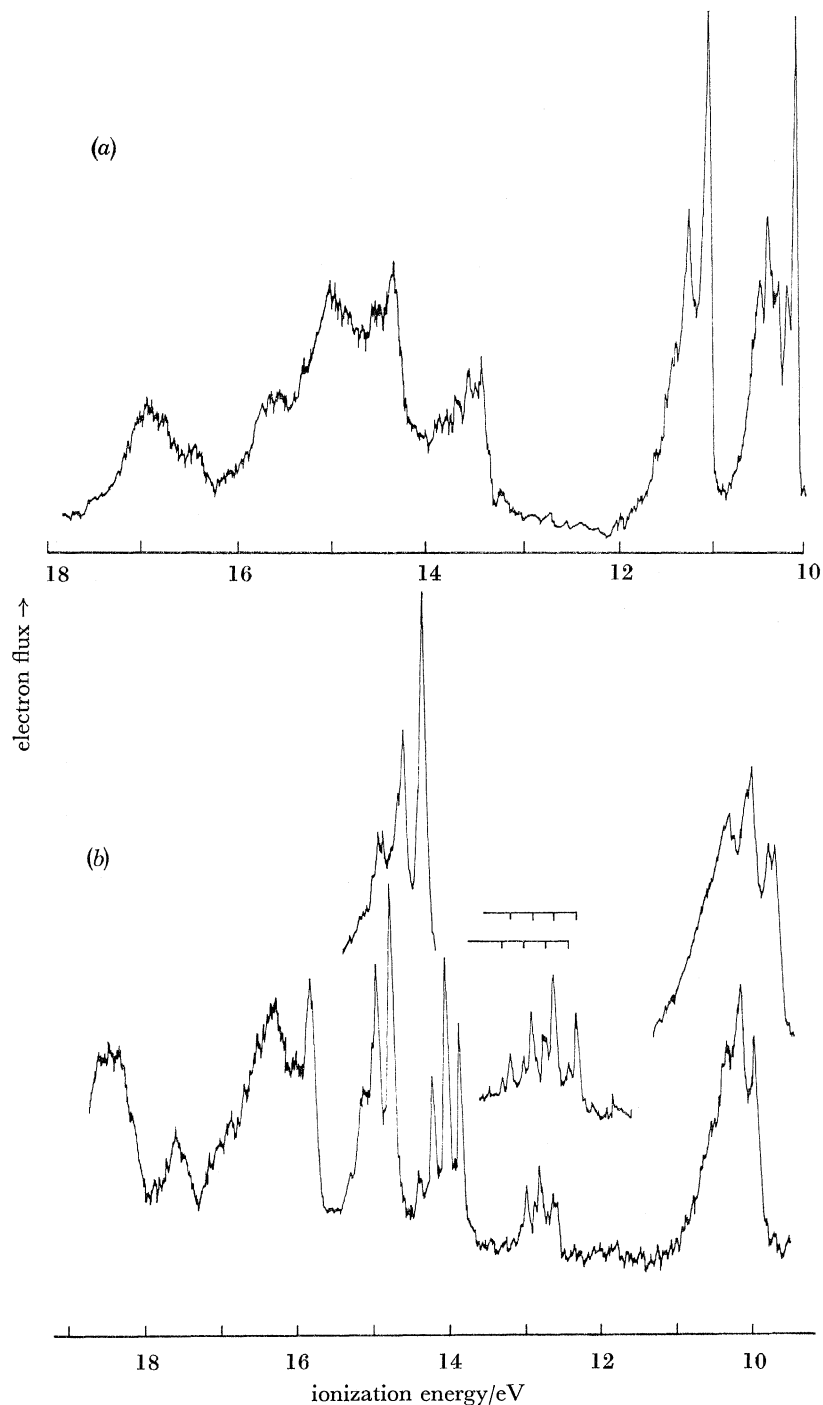 (a)
18 16 14 12 10
electron flux →
(b)
18 16 14 12 10
ionization energy/eV